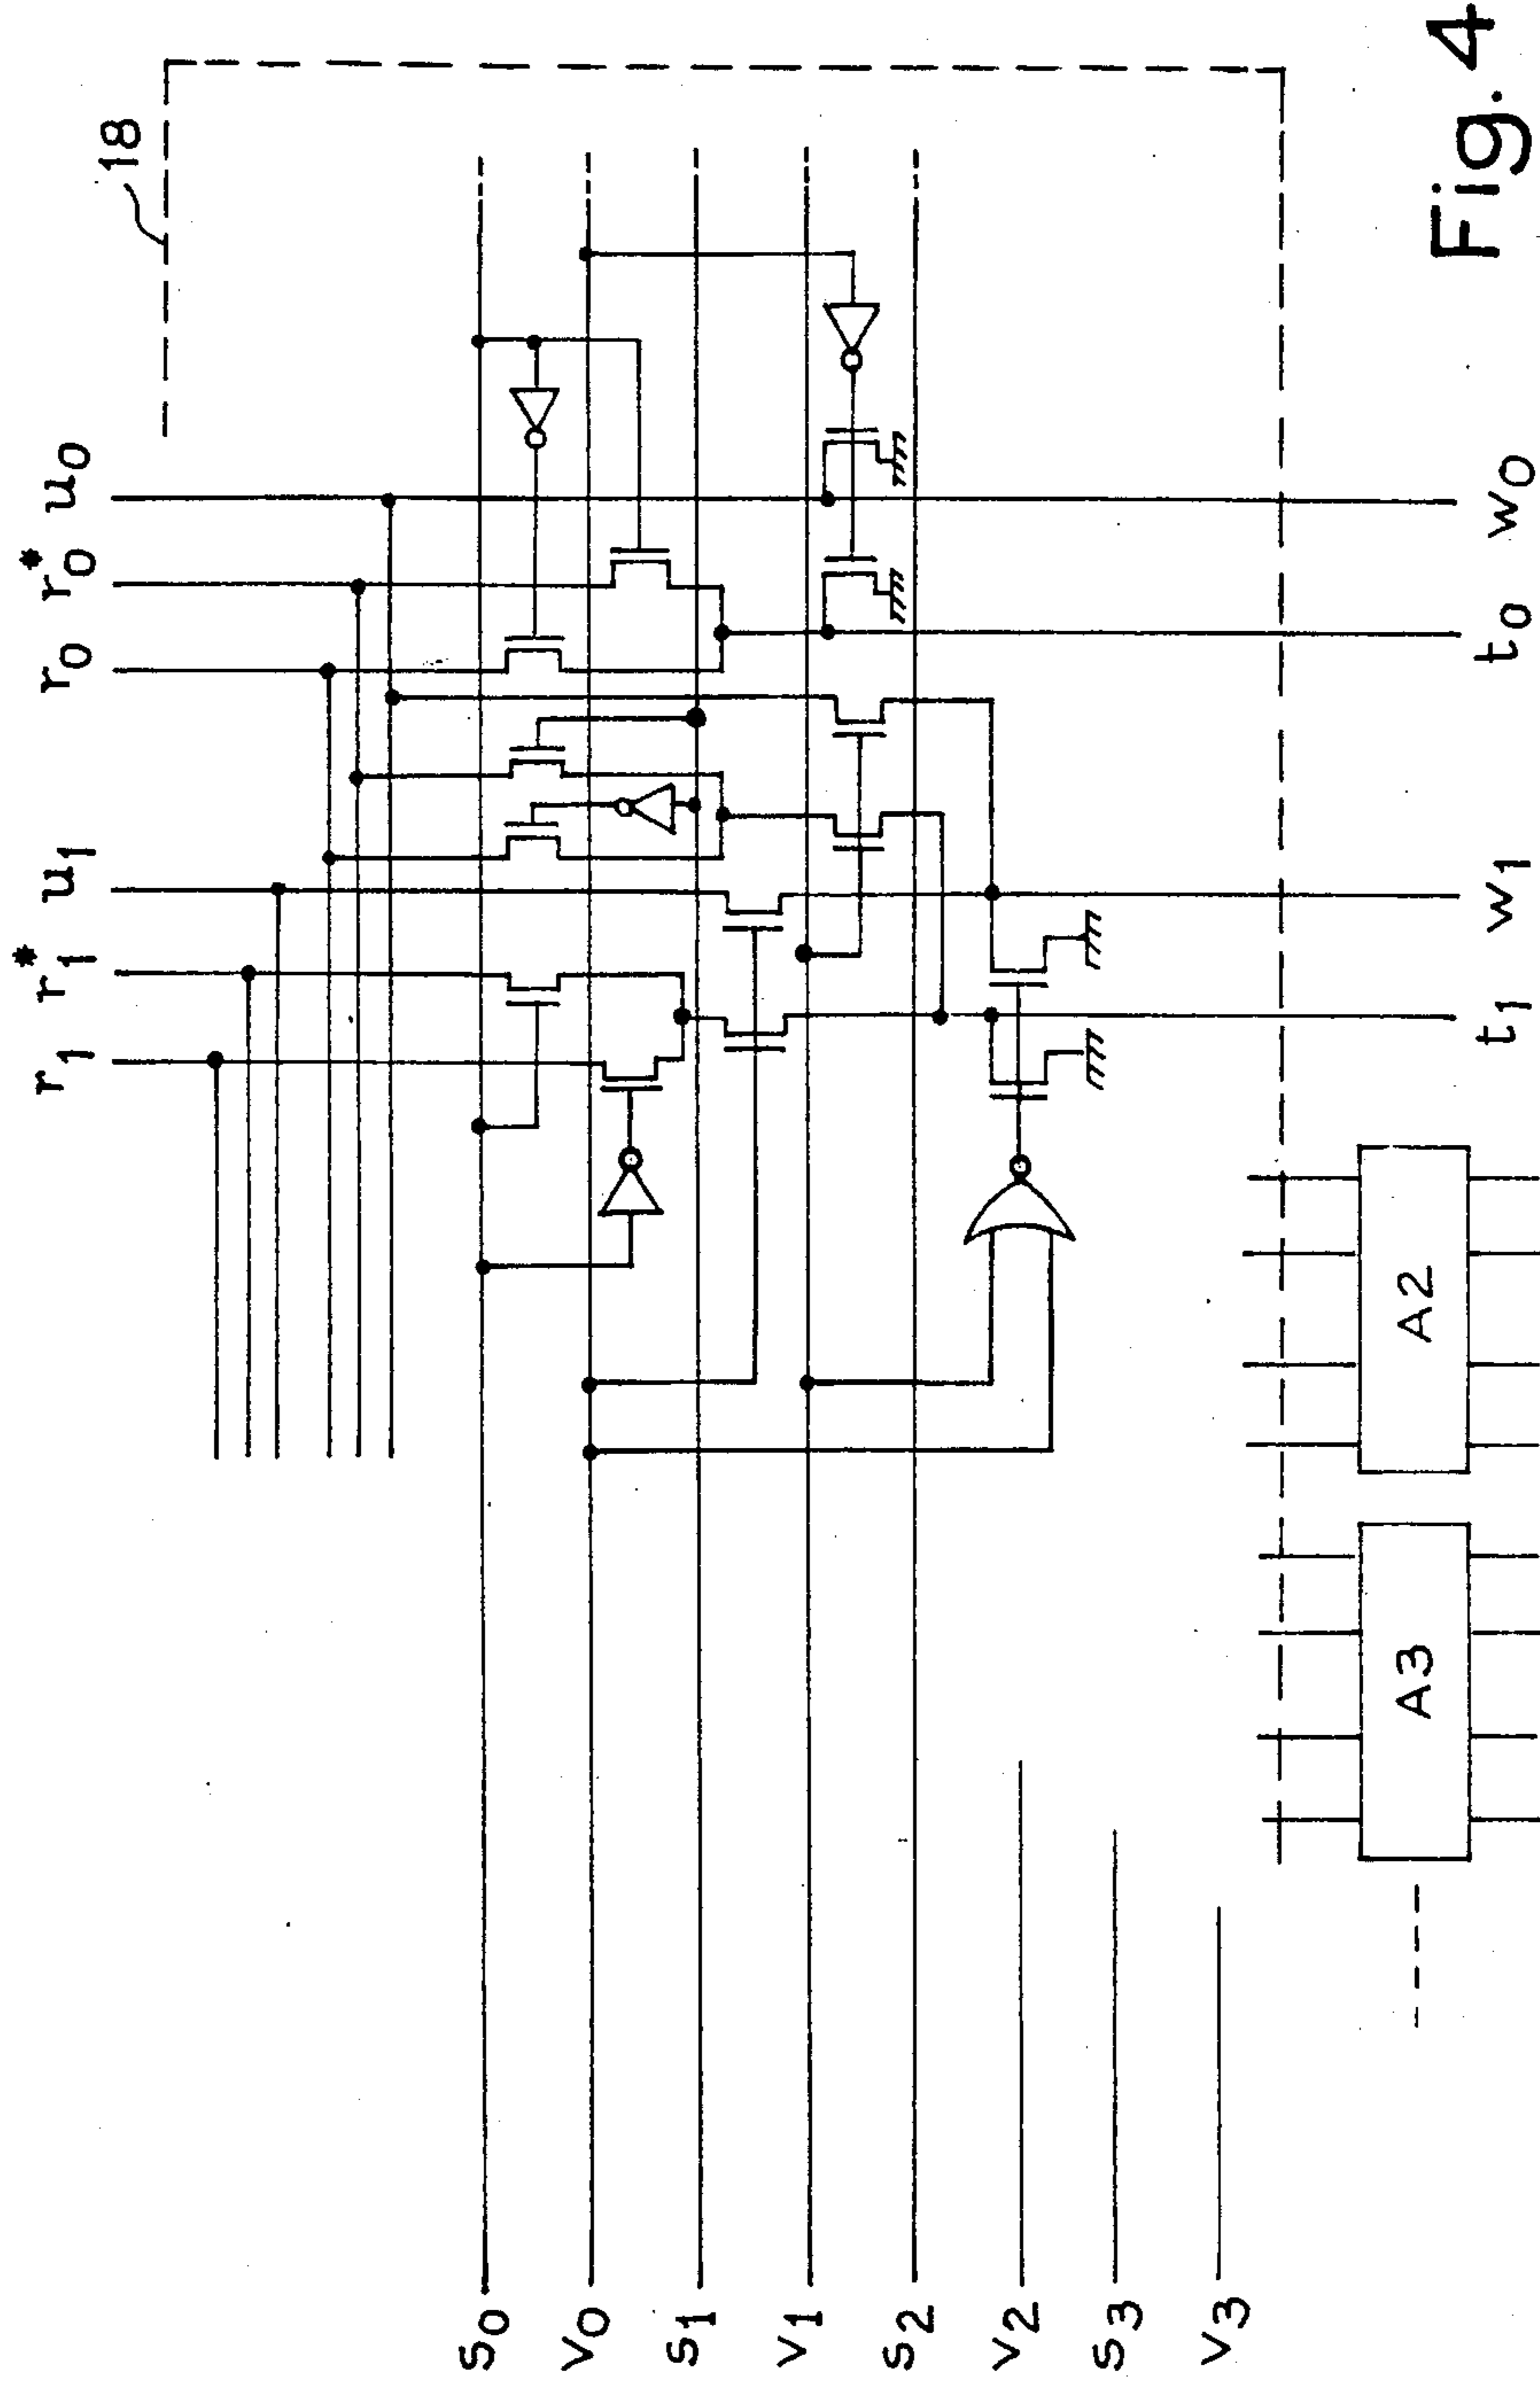 18
r1 r1* u1 r0 r0* u0
s0
v0
s1
v1
s2
v2
s3
v3
A3
A2
t1 w1 t0 w0
Fig. 4